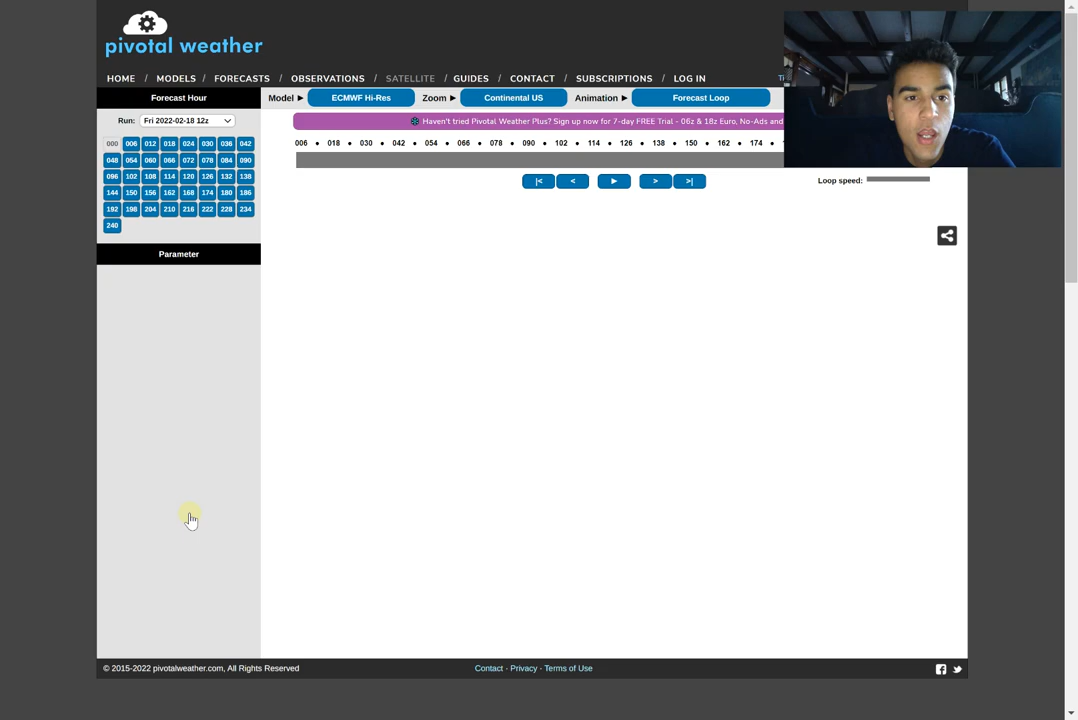 pivotal weather
HOME / MODELS / FORECASTS / OBSERVATIONS / SATELLITE / GUIDES / CONTACT / SUBSCRIPTIONS / LOG IN
Forecast Hour
Model ► ECMWF Hi-Res Zoom ► Continental US Animation ► Forecast Loop
Run: Fri 2022-02-18 12z
Haven't tried Pivotal Weather Plus? Sign up now for 7-day FREE Trial - 06z & 18z Euro, No-Ads and
000 006 012 018 024 030 036 042
048 054 060 066 072 078 084 090
096 102 108 114 120 126 132 138
144 150 156 162 168 174 180 186
192 198 204 210 216 222 228 234
240
006 • 018 • 030 • 042 • 054 • 066 • 078 • 090 • 102 • 114 • 126 • 138 • 150 • 162 • 174 •
|< < ► > >|
Loop speed:
Parameter
© 2015-2022 pivotalweather.com, All Rights Reserved
Contact · Privacy · Terms of Use